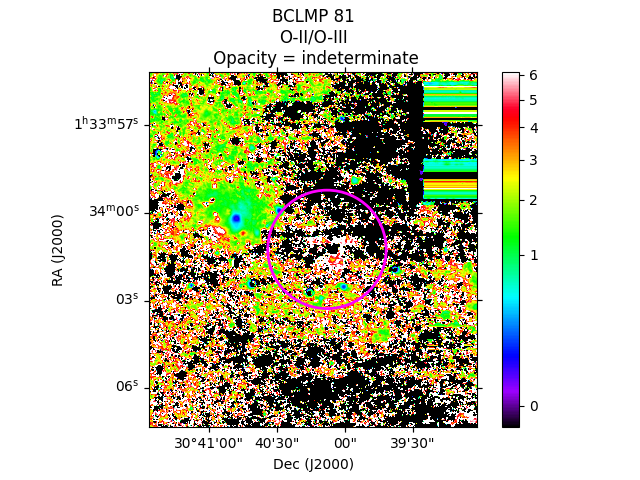 BCLMP 81
O-II/O-III
Opacity = indeterminate
1h33m57s
34m00s
03s
06s
RA (J2000)
30°41'00" 40'30" 00" 39'30"
Dec (J2000)
6
5
4
3
2
1
0